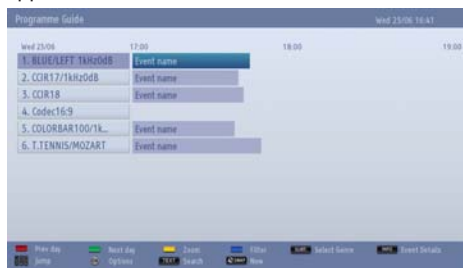 Programme Guide Wed 25/06 16:41
Wed 25/06 17:00 18:00 19:00
1. BLUE/LEFT 1kHz0dB Event name
2. CCIR17/1kHz0dB Event name
3. CCIR18 Event name
4. Codec16:9
5. COLORBAR100/1k... Event name
6. T.TENNIS/MOZART Event name
Prev day Next day Zoom Filter Select Genre INFO Event Details
Jump Options TEXT Search SWAP Now